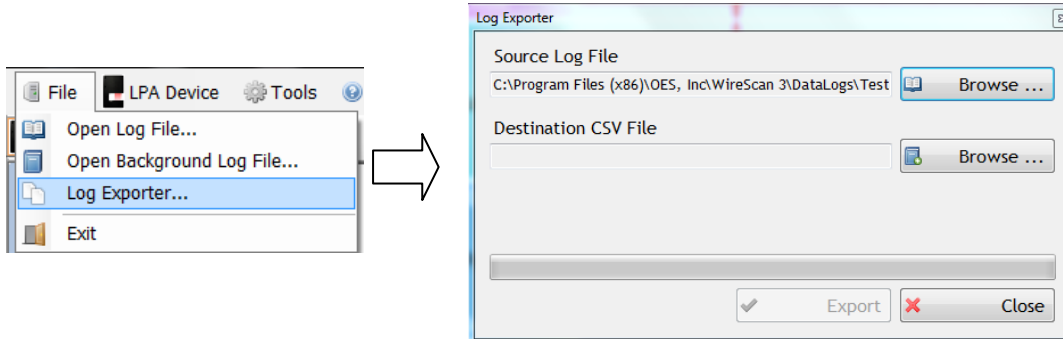 File LPA Device Tools
Open Log File...
Open Background Log File...
Log Exporter...
Exit
Log Exporter
Source Log File
C:\Program Files (x86)\OES, Inc\WireScan 3\DataLogs\Test Browse ...
Destination CSV File
Browse ...
Export Close